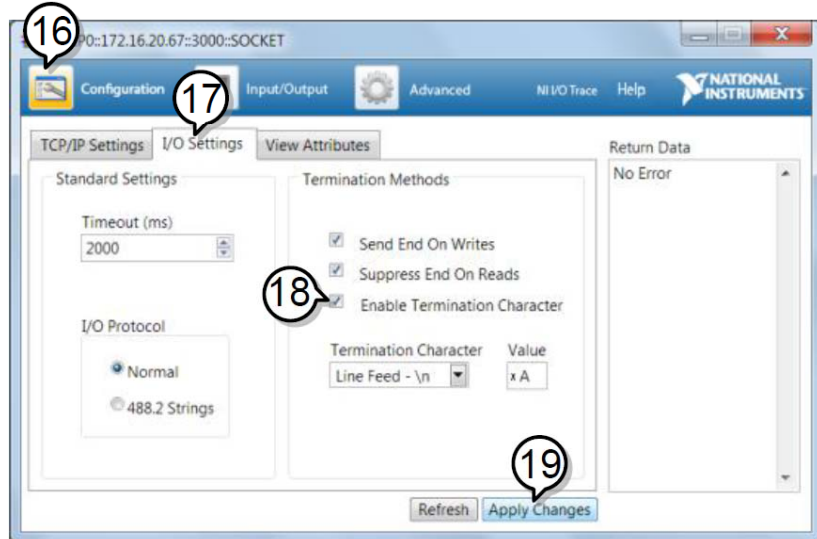 16
P0::172.16.20.67::3000::SOCKET
Configuration
17
Input/Output
Advanced
NI I/O Trace
Help
NATIONAL
INSTRUMENTS
TCP/IP Settings
I/O Settings
View Attributes
Return Data
No Error
Standard Settings
Timeout (ms)
2000
I/O Protocol
Normal
488.2 Strings
Termination Methods
Send End On Writes
Suppress End On Reads
18
Enable Termination Character
Termination Character
Value
Line Feed - \n
x A
19
Refresh
Apply Changes